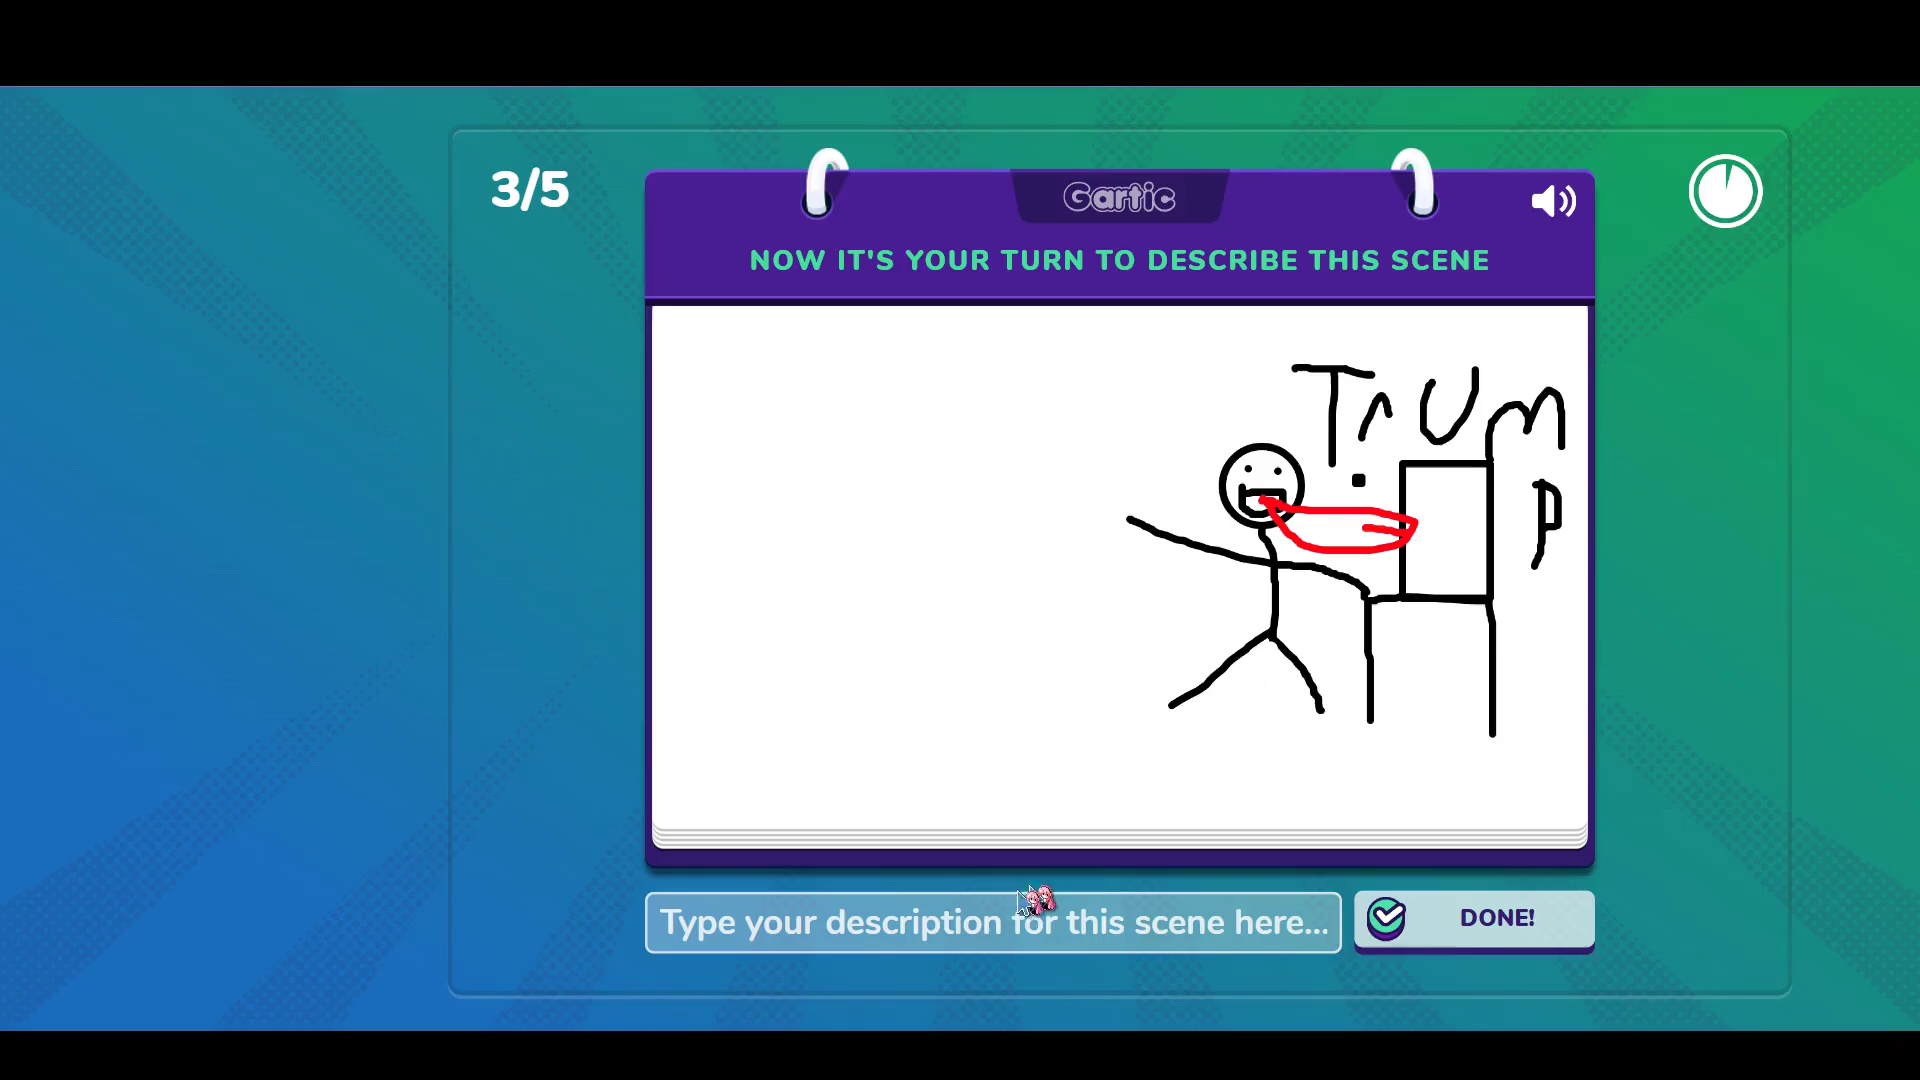 3/5
Gartic
NOW IT'S YOUR TURN TO DESCRIBE THIS SCENE
TrUm
P
Type your description for this scene here...
DONE!